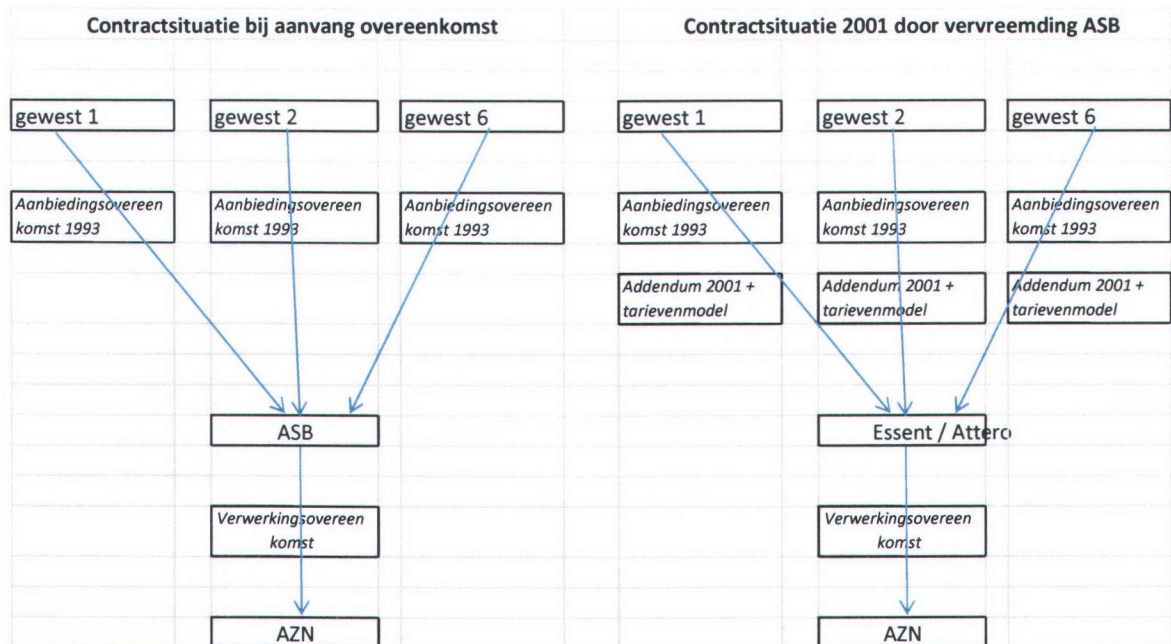 Contractsituatie bij aanvang overeenkomst
gewest 1
gewest 2
gewest 6
Aanbiedingsovereen
komst 1993
Aanbiedingsovereen
komst 1993
Aanbiedingsovereen
komst 1993
ASB
Verwerkingsovereen
komst
AZN
Contractsituatie 2001 door vervreemding ASB
gewest 1
gewest 2
gewest 6
Aanbiedingsovereen
komst 1993
Aanbiedingsovereen
komst 1993
Aanbiedingsovereen
komst 1993
Addendum 2001 +
tarievenmodel
Addendum 2001 +
tarievenmodel
Addendum 2001 +
tarievenmodel
Essent / Attero
Verwerkingsovereen
komst
AZN